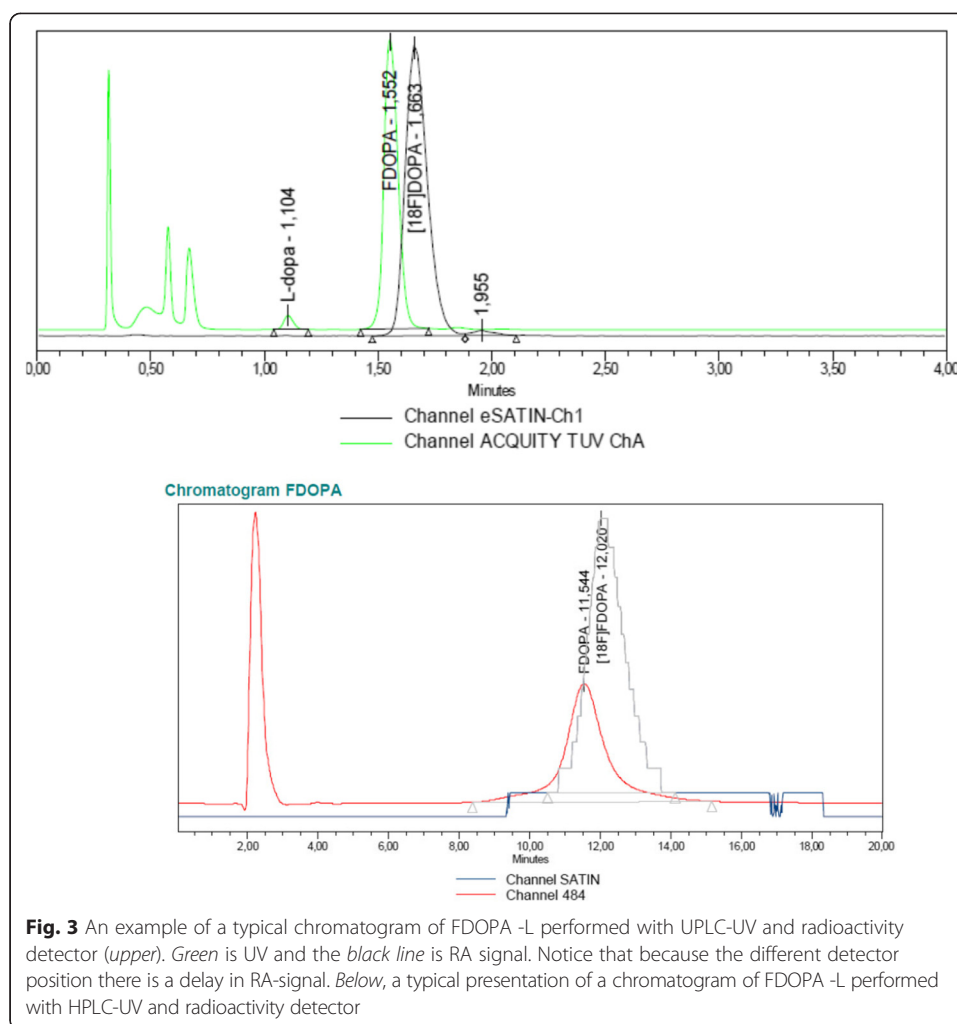 L-dopa - 1,104
FDOPA - 1,552
[18F]DOPA - 1,663
1,955
0,00 0,50 1,00 1,50 2,00 2,50 3,00 3,50 4,00
Minutes
Channel eSATIN-Ch1
Channel ACQUITY TUV ChA
Chromatogram FDOPA
FDOPA - 11,544
[18F]FDOPA - 12,020
2,00 4,00 6,00 8,00 10,00 12,00 14,00 16,00 18,00 20,00
Minutes
Channel SATIN
Channel 484
Fig. 3 An example of a typical chromatogram of FDOPA -L performed with UPLC-UV and radioactivity
detector (upper). Green is UV and the black line is RA signal. Notice that because the different detector
position there is a delay in RA-signal. Below, a typical presentation of a chromatogram of FDOPA -L performed
with HPLC-UV and radioactivity detector